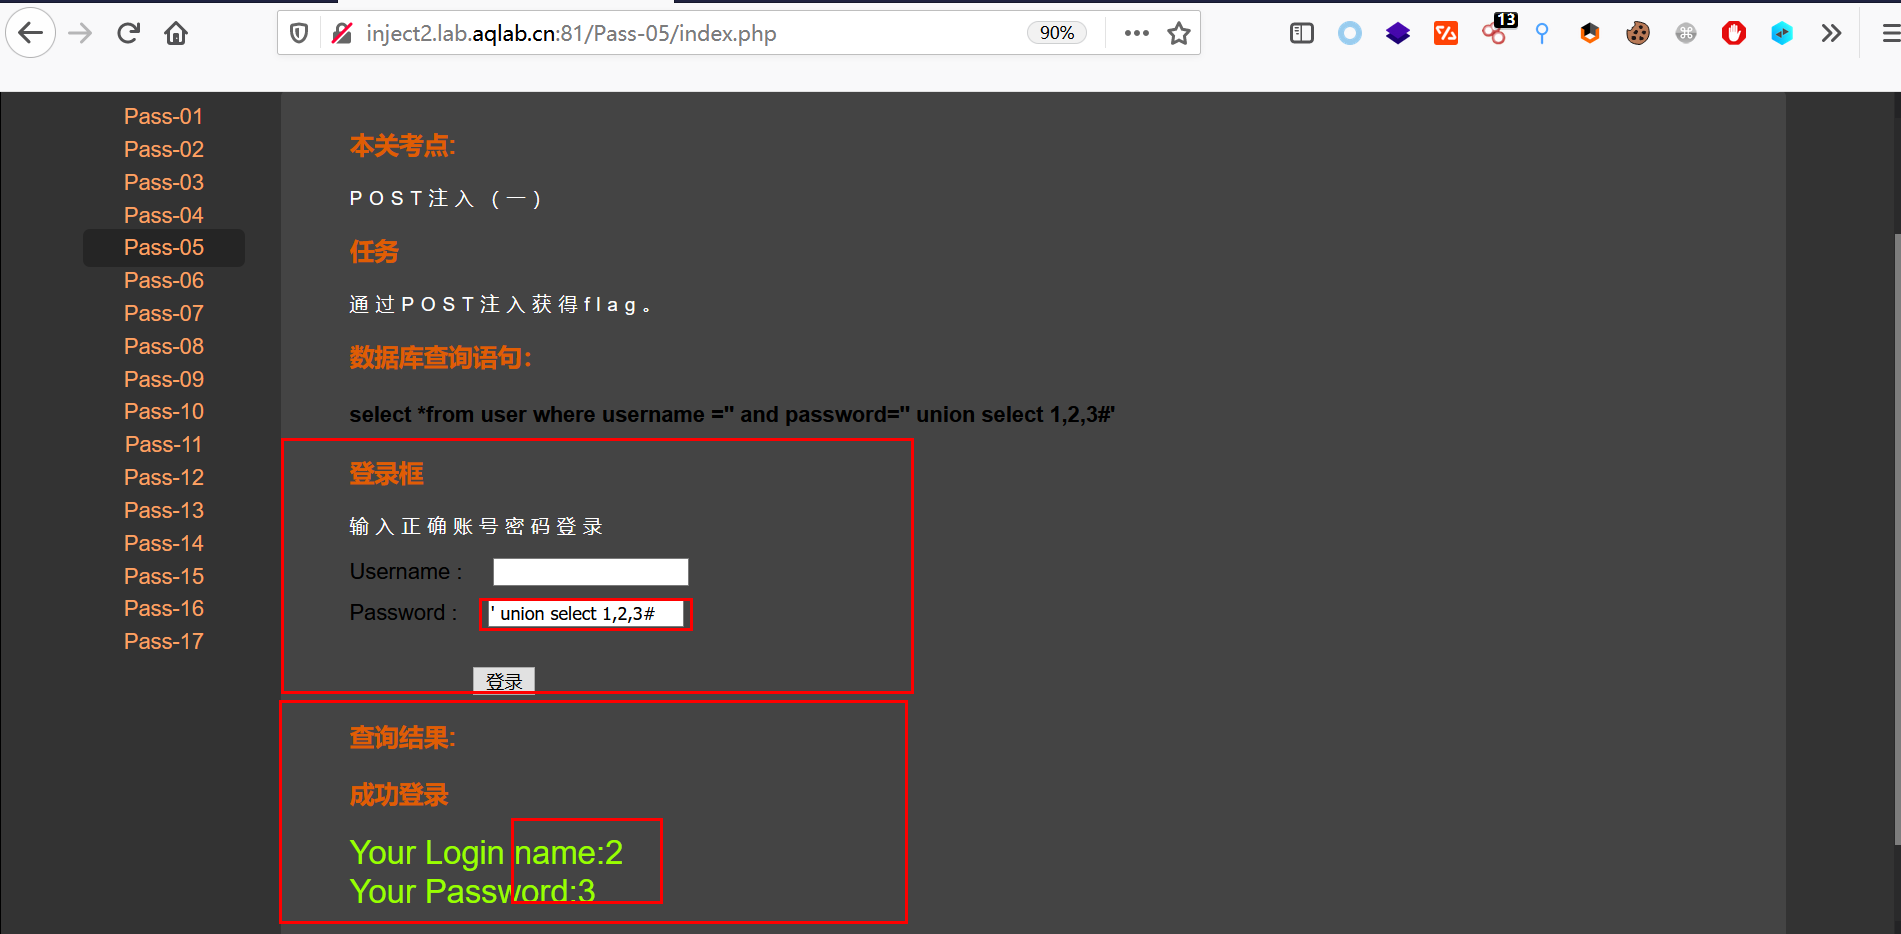 inject2.lab.aqlab.cn:81/Pass-05/index.php
90%
13
Pass-01
Pass-02
Pass-03
Pass-04
Pass-05
Pass-06
Pass-07
Pass-08
Pass-09
Pass-10
Pass-11
Pass-12
Pass-13
Pass-14
Pass-15
Pass-16
Pass-17
本关考点:
POST注入 (一)
任务
通过POST注入获得flag。
数据库查询语句：
select *from user where username ='' and password='' union select 1,2,3#'
登录框
输入正确账号密码登录
Username :
Password : ' union select 1,2,3#
登录
查询结果:
成功登录
Your Login name:2
Your Password:3